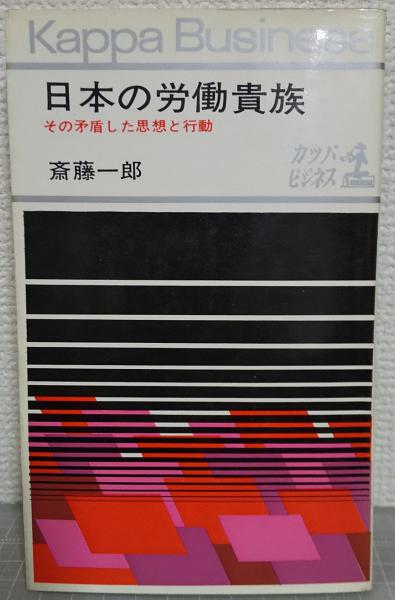 Kappa Business
日本の労働貴族
その矛盾した思想と行動
斎藤一郎
カッパ
ビジネス